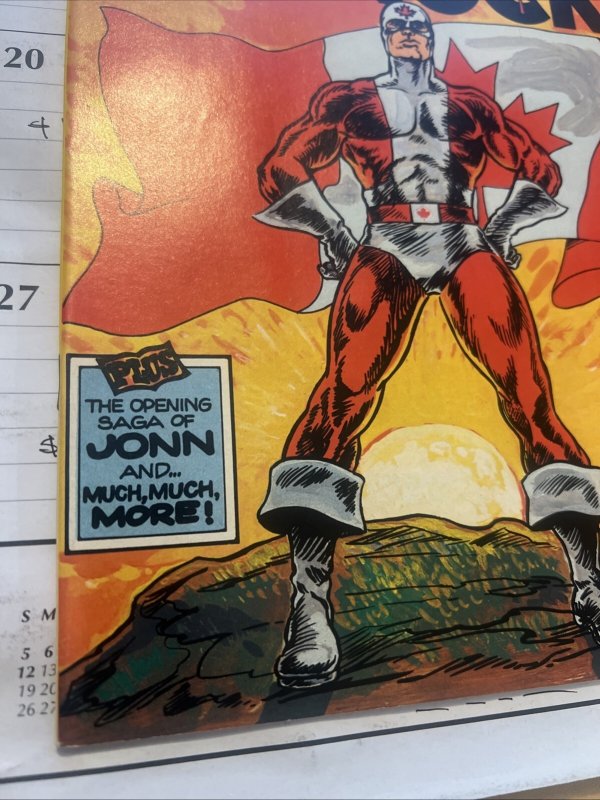 20
27
$
PLUS
THE OPENING
SAGA OF
JONN
AND...
MUCH, MUCH,
MORE!
S M
5 6
12 13
19 20
26 27